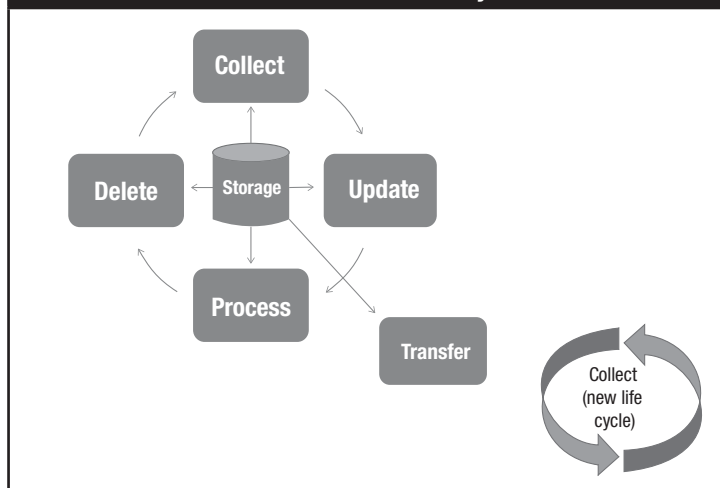 Collect
Delete
Storage
Update
Process
Transfer
Collect
(new life
cycle)